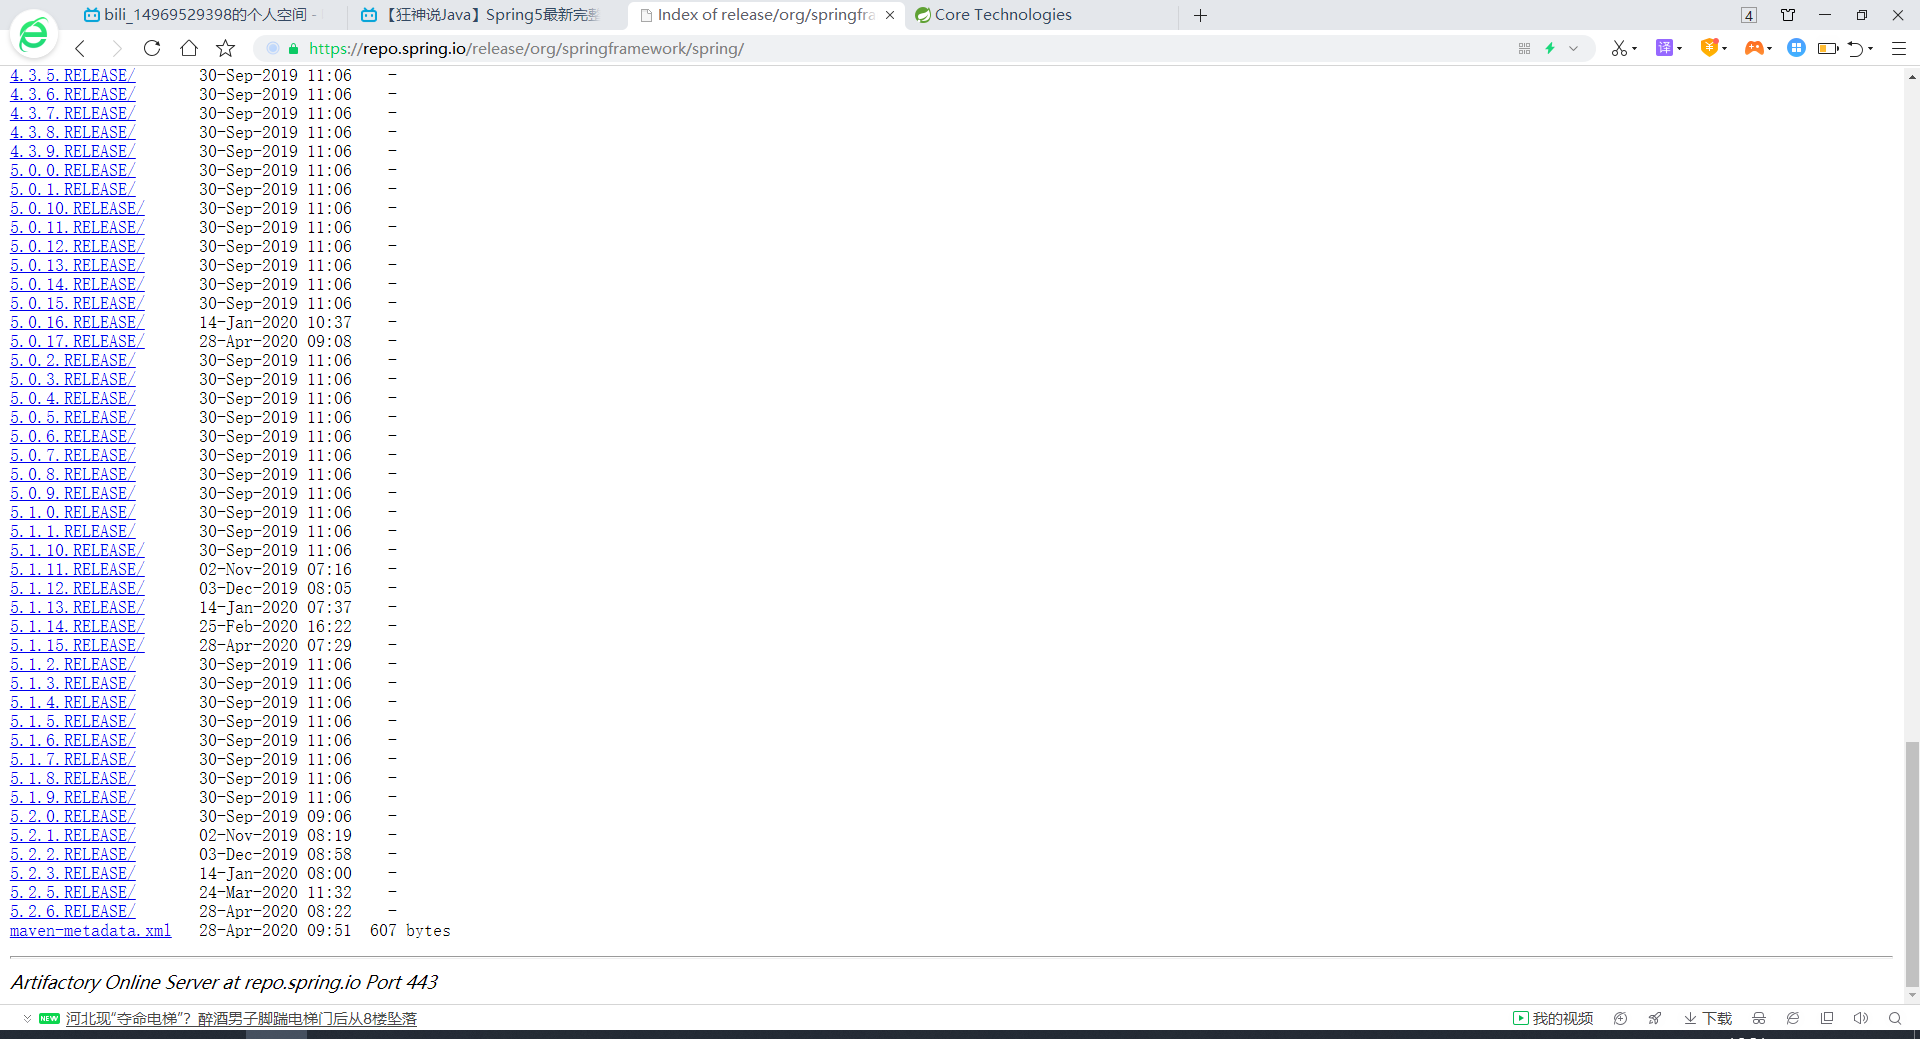 bili_14969529398的个人空间 -
【狂神说Java】Spring5最新完整
Index of release/org/springfra
Core Technologies
4
https://repo.spring.io/release/org/springframework/spring/
译
4.3.5.RELEASE/ 30-Sep-2019 11:06 -
4.3.6.RELEASE/ 30-Sep-2019 11:06 -
4.3.7.RELEASE/ 30-Sep-2019 11:06 -
4.3.8.RELEASE/ 30-Sep-2019 11:06 -
4.3.9.RELEASE/ 30-Sep-2019 11:06 -
5.0.0.RELEASE/ 30-Sep-2019 11:06 -
5.0.1.RELEASE/ 30-Sep-2019 11:06 -
5.0.10.RELEASE/ 30-Sep-2019 11:06 -
5.0.11.RELEASE/ 30-Sep-2019 11:06 -
5.0.12.RELEASE/ 30-Sep-2019 11:06 -
5.0.13.RELEASE/ 30-Sep-2019 11:06 -
5.0.14.RELEASE/ 30-Sep-2019 11:06 -
5.0.15.RELEASE/ 30-Sep-2019 11:06 -
5.0.16.RELEASE/ 14-Jan-2020 10:37 -
5.0.17.RELEASE/ 28-Apr-2020 09:08 -
5.0.2.RELEASE/ 30-Sep-2019 11:06 -
5.0.3.RELEASE/ 30-Sep-2019 11:06 -
5.0.4.RELEASE/ 30-Sep-2019 11:06 -
5.0.5.RELEASE/ 30-Sep-2019 11:06 -
5.0.6.RELEASE/ 30-Sep-2019 11:06 -
5.0.7.RELEASE/ 30-Sep-2019 11:06 -
5.0.8.RELEASE/ 30-Sep-2019 11:06 -
5.0.9.RELEASE/ 30-Sep-2019 11:06 -
5.1.0.RELEASE/ 30-Sep-2019 11:06 -
5.1.1.RELEASE/ 30-Sep-2019 11:06 -
5.1.10.RELEASE/ 30-Sep-2019 11:06 -
5.1.11.RELEASE/ 02-Nov-2019 07:16 -
5.1.12.RELEASE/ 03-Dec-2019 08:05 -
5.1.13.RELEASE/ 14-Jan-2020 07:37 -
5.1.14.RELEASE/ 25-Feb-2020 16:22 -
5.1.15.RELEASE/ 28-Apr-2020 07:29 -
5.1.2.RELEASE/ 30-Sep-2019 11:06 -
5.1.3.RELEASE/ 30-Sep-2019 11:06 -
5.1.4.RELEASE/ 30-Sep-2019 11:06 -
5.1.5.RELEASE/ 30-Sep-2019 11:06 -
5.1.6.RELEASE/ 30-Sep-2019 11:06 -
5.1.7.RELEASE/ 30-Sep-2019 11:06 -
5.1.8.RELEASE/ 30-Sep-2019 11:06 -
5.1.9.RELEASE/ 30-Sep-2019 11:06 -
5.2.0.RELEASE/ 30-Sep-2019 09:06 -
5.2.1.RELEASE/ 02-Nov-2019 08:19 -
5.2.2.RELEASE/ 03-Dec-2019 08:58 -
5.2.3.RELEASE/ 14-Jan-2020 08:00 -
5.2.5.RELEASE/ 24-Mar-2020 11:32 -
5.2.6.RELEASE/ 28-Apr-2020 08:22 -
maven-metadata.xml 28-Apr-2020 09:51 607 bytes
Artifactory Online Server at repo.spring.io Port 443
NEW 河北现"夺命电梯"？醉酒男子脚踹电梯门后从8楼坠落
我的视频
下载